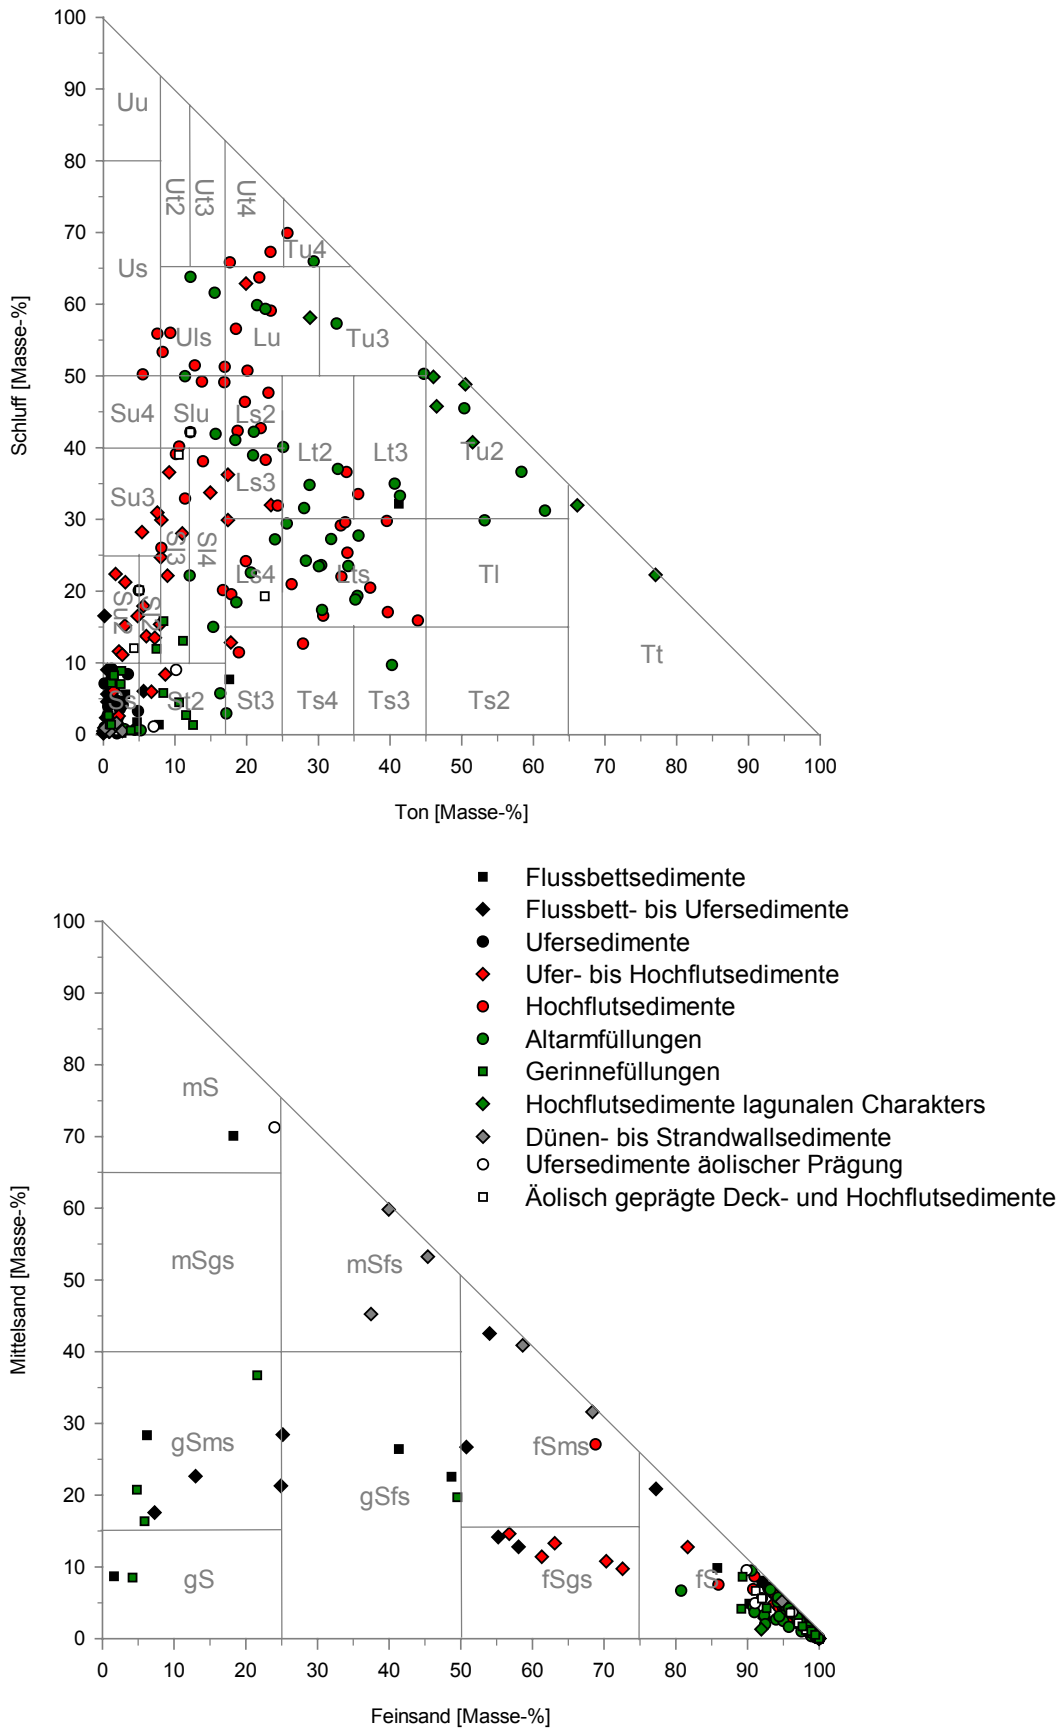 100
90
80
70
60
50
40
30
20
10
0
Schluff [Masse-%]
Uu
Ut2
Ut3
Ut4
Tu4
Us
Uls
Lu
Tu3
Su4
Slu
Ls2
Lt2
Lt3
Tu2
Su3
Ls3
Sl3
Sl4
Ls4
Lts
Tl
Su2
Sl2
Tt
Ss
St2
St3
Ts4
Ts3
Ts2
0 10 20 30 40 50 60 70 80 90 100
Ton [Masse-%]
Flussbettsedimente
Flussbett- bis Ufersedimente
Ufersedimente
Ufer- bis Hochflutsedimente
Hochflutsedimente
Altarmfüllungen
Gerinnefüllungen
Hochflutsedimente lagunalen Charakters
Dünen- bis Strandwallsedimente
Ufersedimente äolischer Prägung
Äolisch geprägte Deck- und Hochflutsedimente
100
90
80
70
60
50
40
30
20
10
0
Mittelsand [Masse-%]
mS
mSgs
mSfs
gSms
fSms
gSfs
gS
fSgs
fS
0 10 20 30 40 50 60 70 80 90 100
Feinsand [Masse-%]